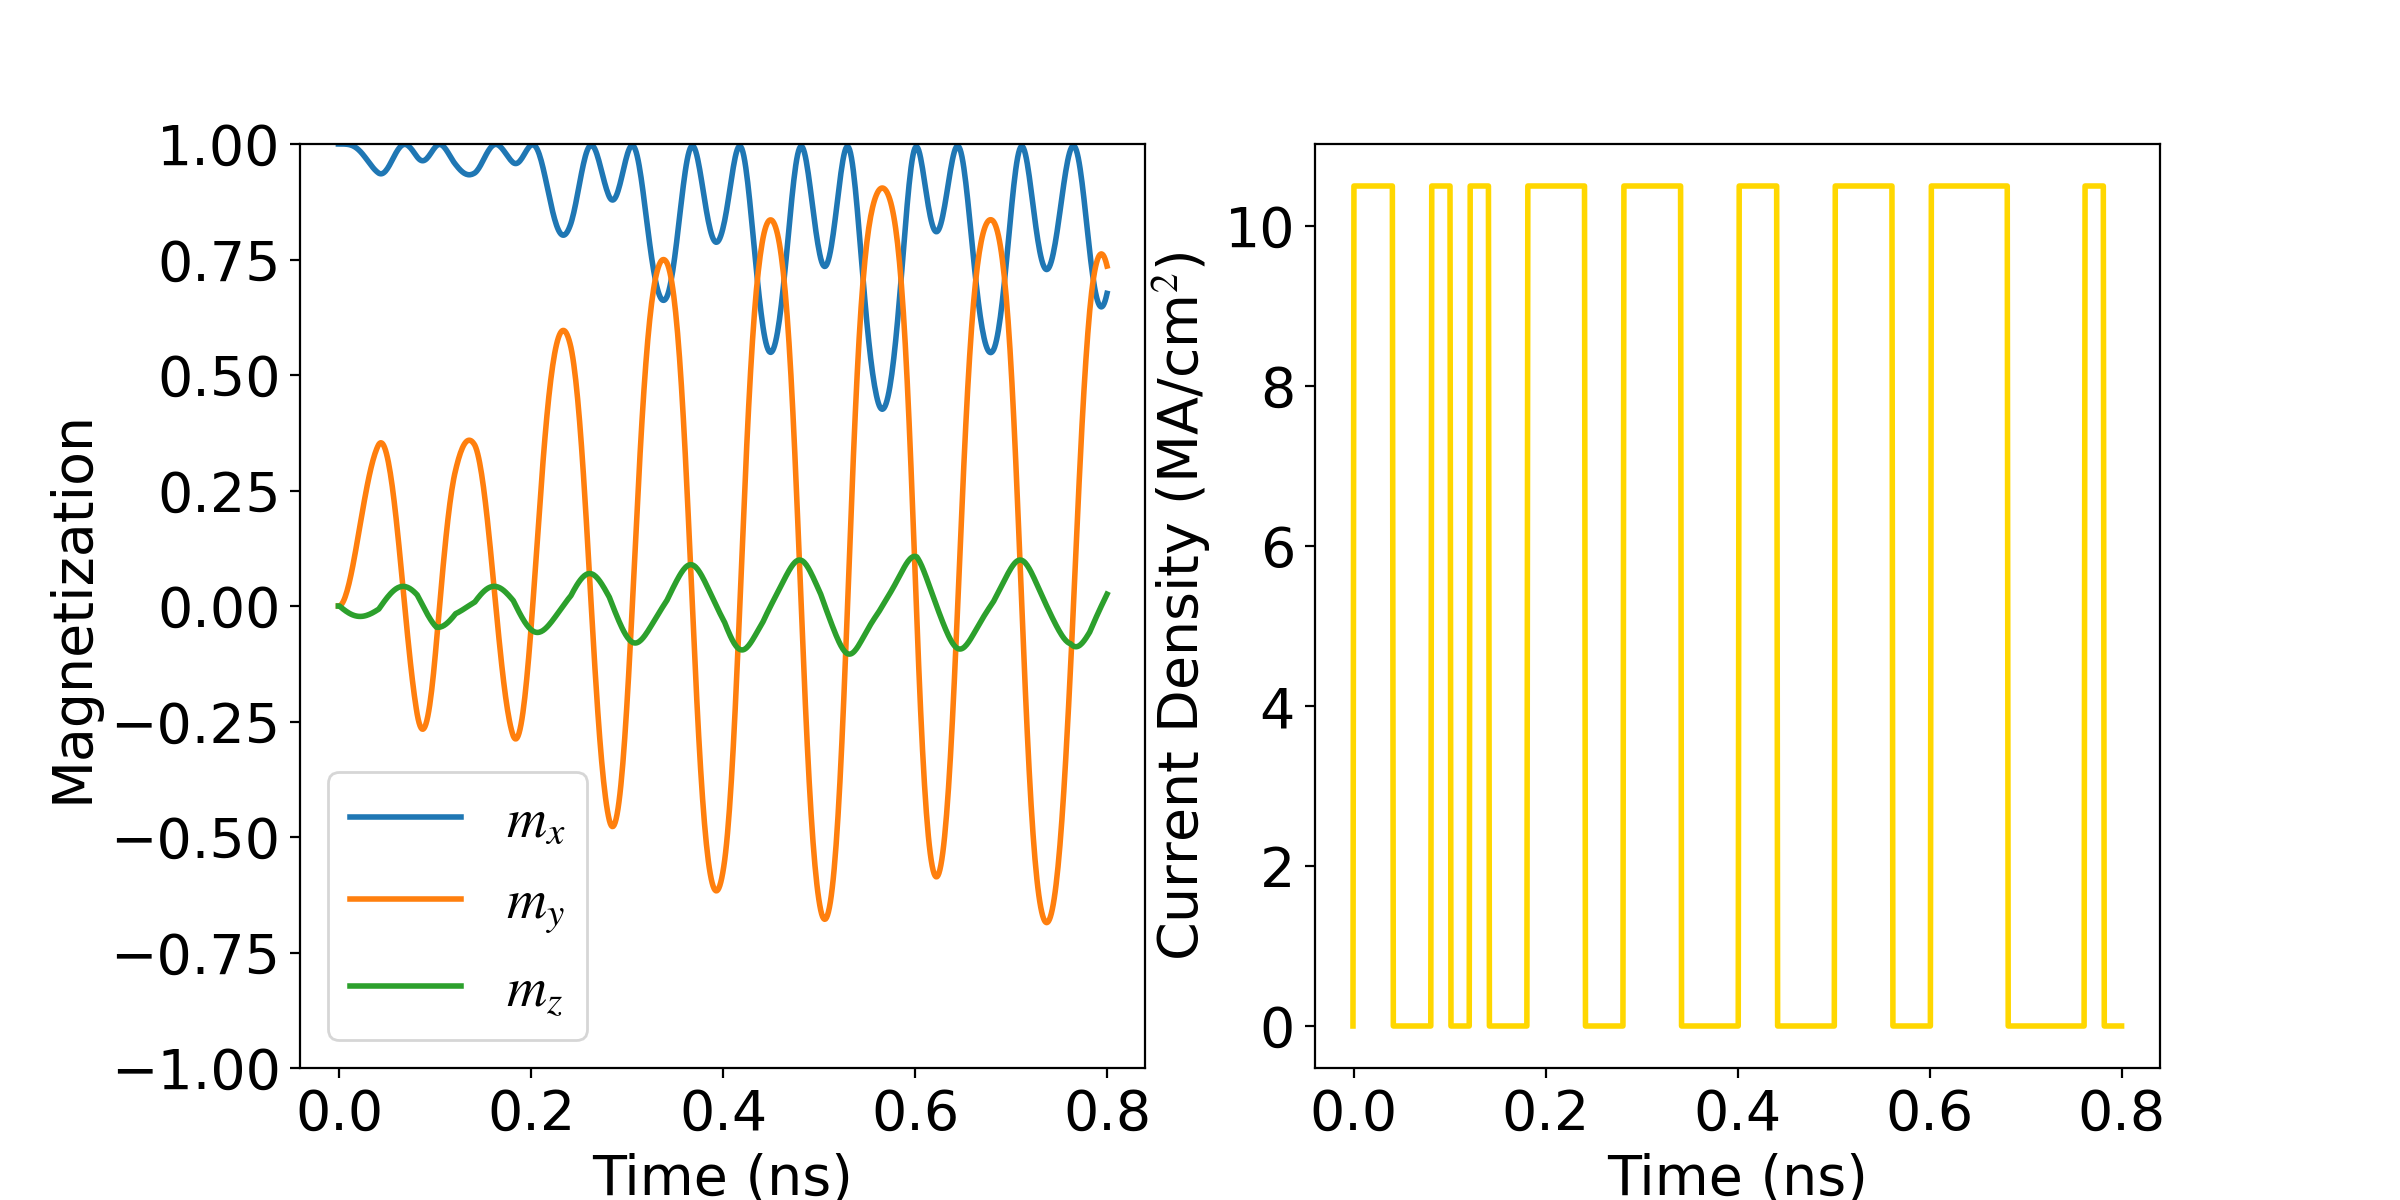 1.00
0.75
0.50
0.25
0.00
−0.25
−0.50
−0.75
−1.00
Magnetization
m_x
m_y
m_z
0.0 0.2 0.4 0.6 0.8
Time (ns)
10
8
6
4
2
0
Current Density (MA/cm²)
0.0 0.2 0.4 0.6 0.8
Time (ns)